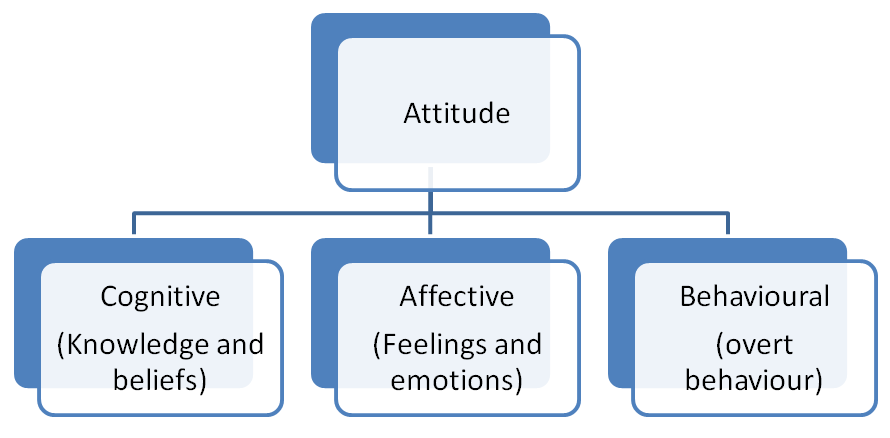 Attitude
Cognitive
(Knowledge and
beliefs)
Affective
(Feelings and
emotions)
Behavioural
(overt
behaviour)